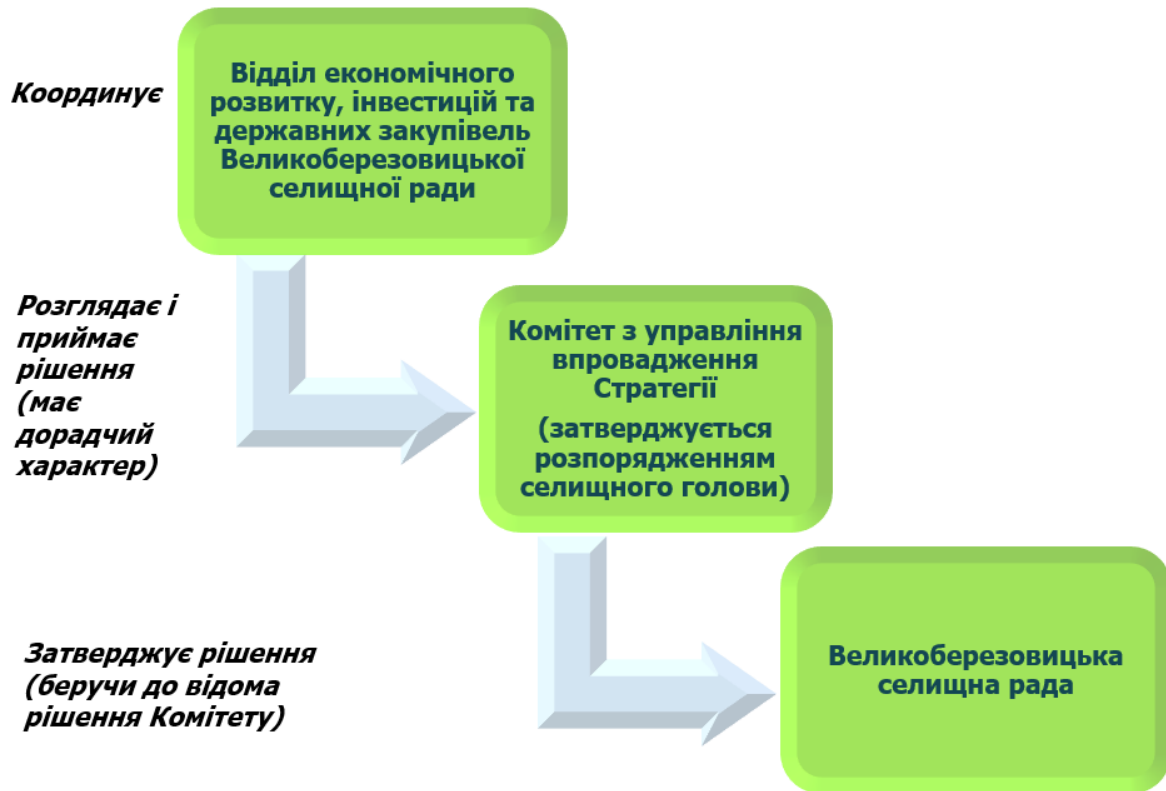 Координує
Відділ економічного
розвитку, інвестицій та
державних закупівель
Великоберезовицької
селищної ради
Розглядає і
приймає
рішення
(має
дорадчий
характер)
Комітет з управління
впровадження
Стратегії
(затверджується
розпорядженням
селищного голови)
Затверджує рішення
(беручи до відома
рішення Комітету)
Великоберезовицька
селищна рада